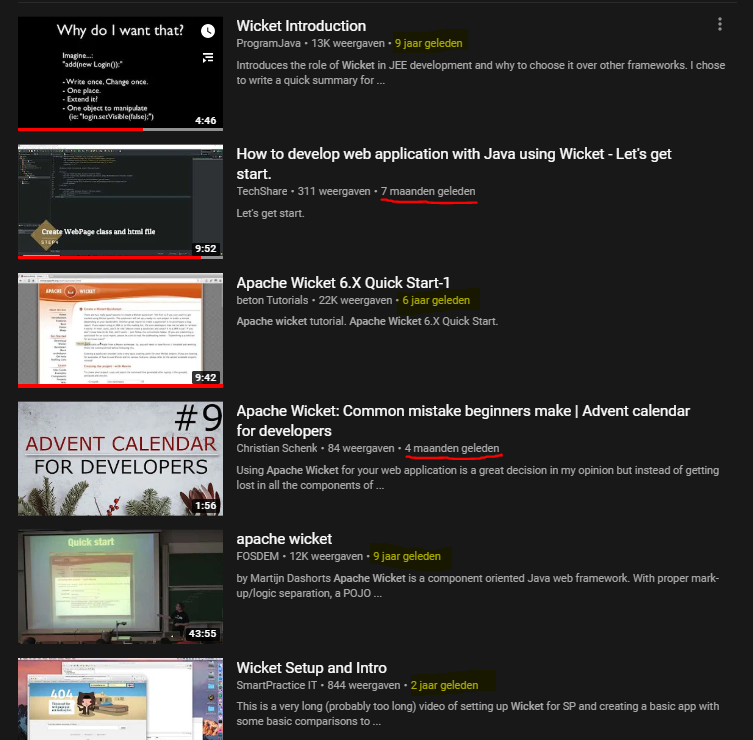 Why do I want that?
Imagine...:
"add(new Login());"
- Write once, Change once.
- One place.
- Extend it!
- One object to manipulate
(ie: "login.setVisible(false);")
4:46
Wicket Introduction
ProgramJava • 13K weergaven • 9 jaar geleden
Introduces the role of Wicket in JEE development and why to choose it over other frameworks. I chose
to write a quick summary for ...
Create WebPage class and html file
STEP4
9:52
How to develop web application with Java using Wicket - Let's get
start.
TechShare • 311 weergaven • 7 maanden geleden
Let's get start.
APACHE WICKET
9:42
Apache Wicket 6.X Quick Start-1
beton Tutorials • 22K weergaven • 6 jaar geleden
Apache wicket tutorial. Apache Wicket 6.X Quick Start.
#9
ADVENT CALENDAR
FOR DEVELOPERS
1:56
Apache Wicket: Common mistake beginners make | Advent calendar
for developers
Christian Schenk • 84 weergaven • 4 maanden geleden
Using Apache Wicket for your web application is a great decision in my opinion but instead of getting
lost in all the components of ...
Quick start
43:55
apache wicket
FOSDEM • 12K weergaven • 9 jaar geleden
by Martijn Dashorts Apache Wicket is a component oriented Java web framework. With proper mark-
up/logic separation, a POJO ...
404
Wicket Setup and Intro
SmartPractice IT • 844 weergaven • 2 jaar geleden
This is a very long (probably too long) video of setting up Wicket for SP and creating a basic app with
some basic comparisons to ...